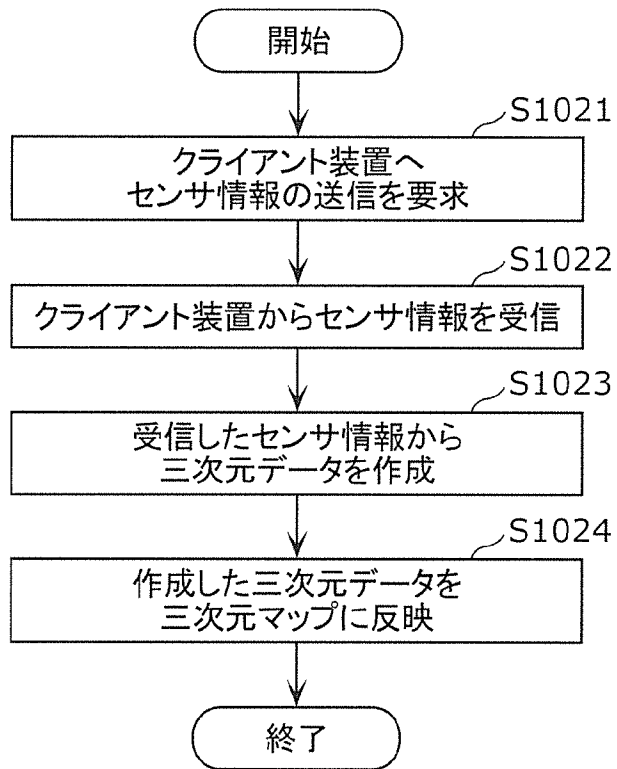 開始
S1021
クライアント装置へ
センサ情報の送信を要求
S1022
クライアント装置からセンサ情報を受信
S1023
受信したセンサ情報から
三次元データを作成
S1024
作成した三次元データを
三次元マップに反映
終了